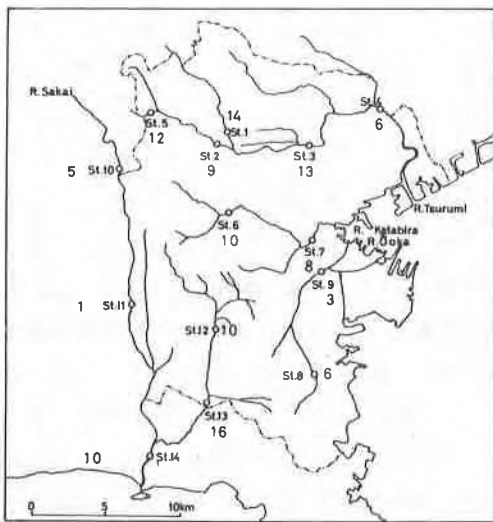 R. Sakai
St.4
6
St.5
12
14
St.1
St.2
9
St.3
13
5
St.10
R. Tsurumi
St.6
10
R. Katabira
R. Ooka
St.7
8
St.9
3
1
St.11
St.12
10
St.8
6
St.13
16
10
St.14
0 5 10km